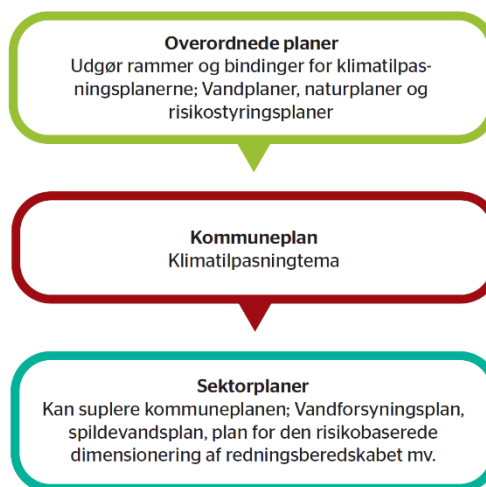 Overordnede planer
Udgør rammer og bindinger for klimatilpas-
ningsplanerne; Vandplaner, naturplaner og
risikostyringsplaner
Kommuneplan
Klimatilpasningtema
Sektorplaner
Kan suplere kommuneplanen; Vandforsyningsplan,
spildevandsplan, plan for den risikobaserede
dimensionering af redningsberedskabet mv.